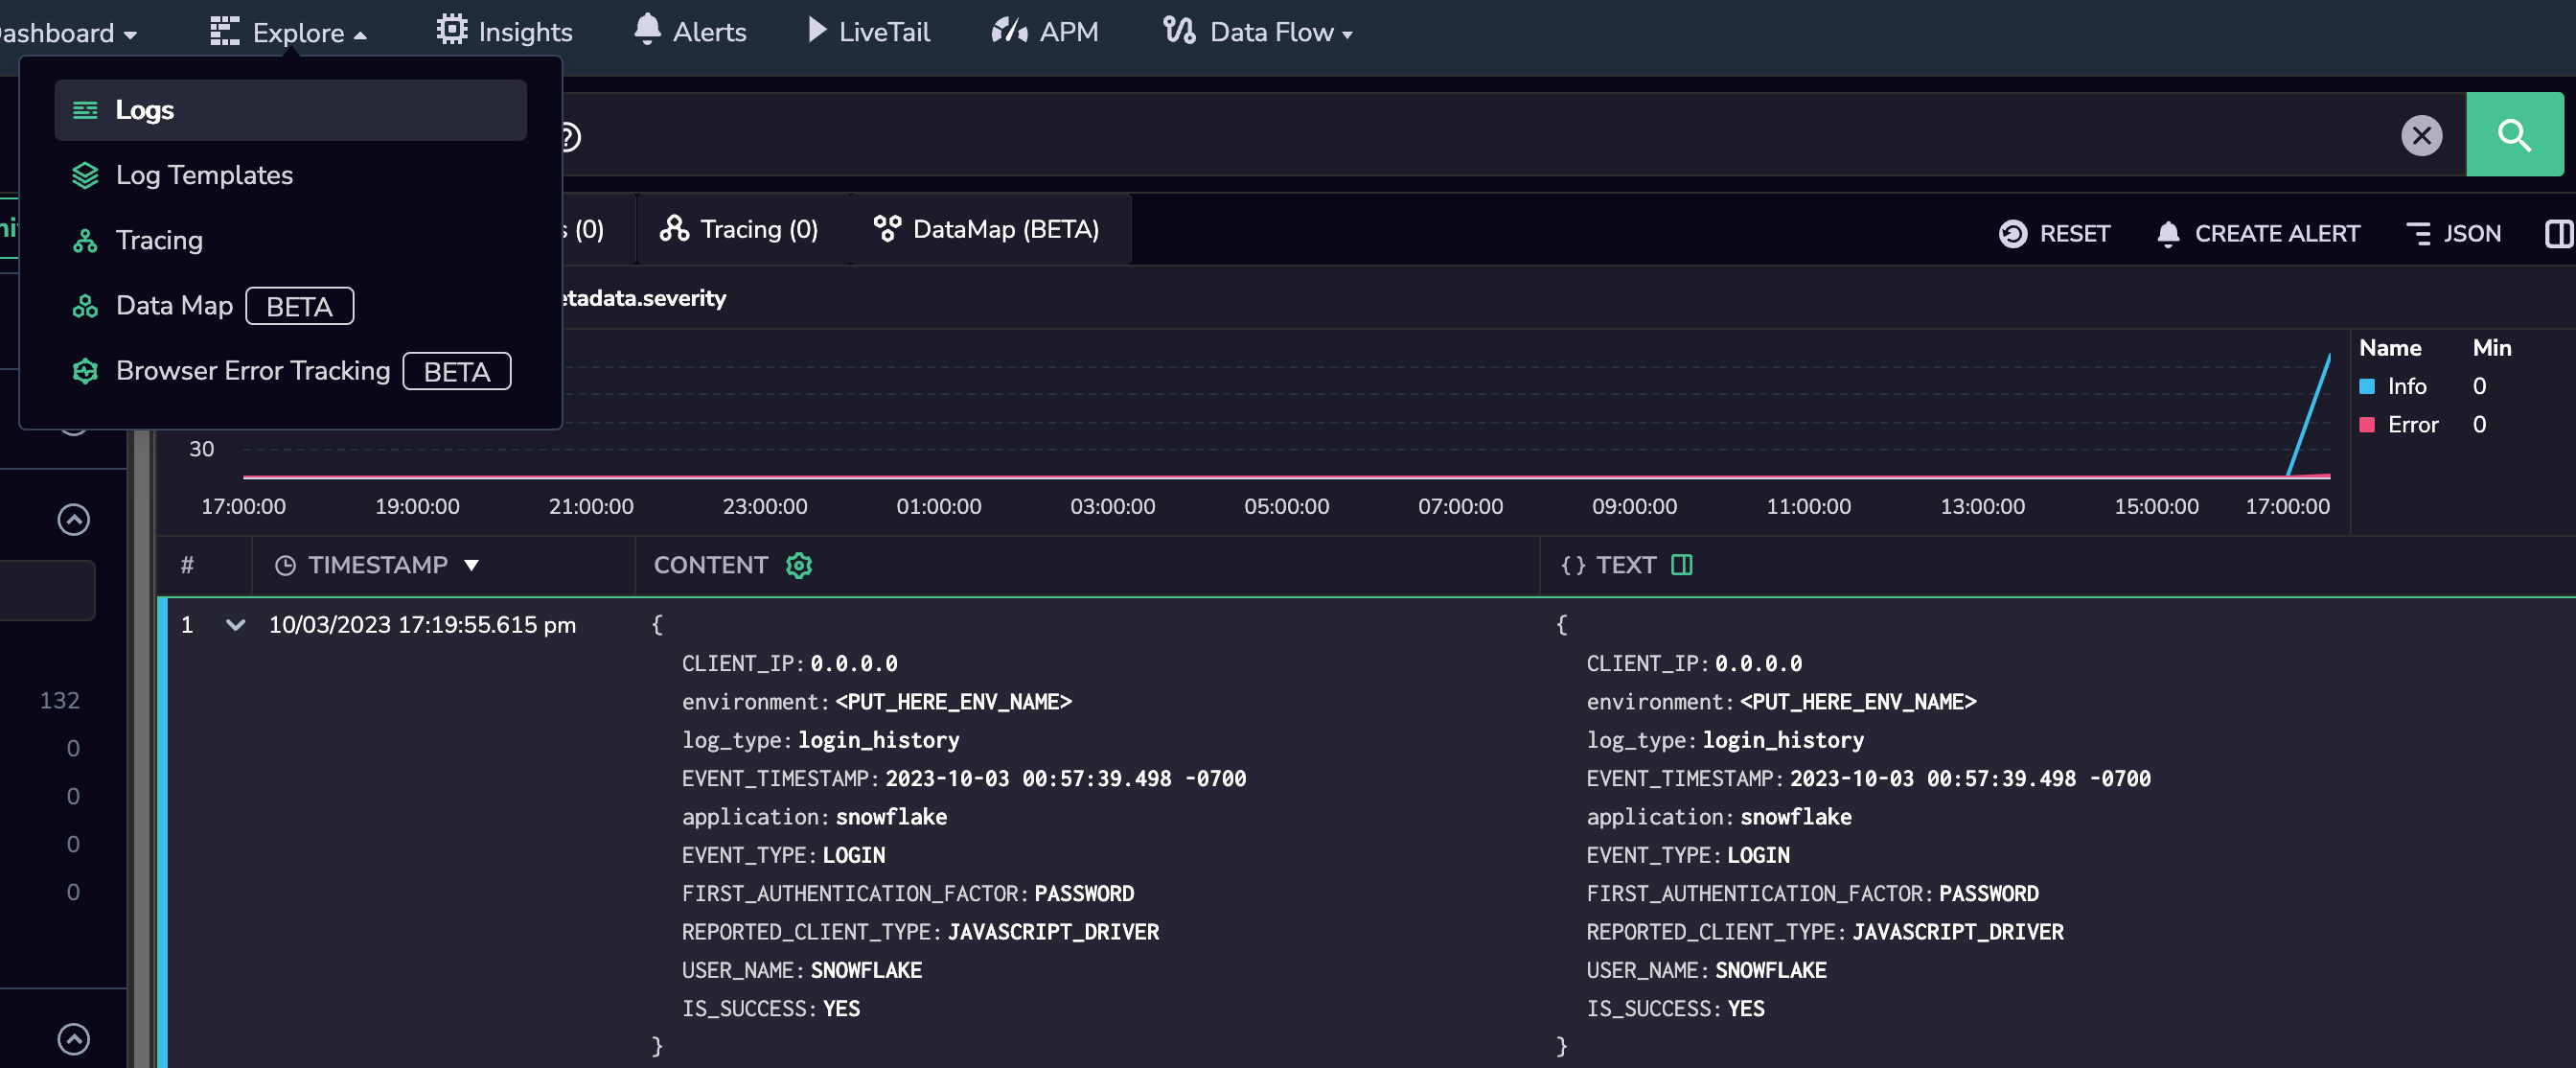 Dashboard Explore Insights Alerts LiveTail APM Data Flow
Logs
Log Templates
Tracing
Data Map BETA
Browser Error Tracking BETA
(0) Tracing (0) DataMap (BETA) RESET CREATE ALERT JSON
etadata.severity
Name Min
Info 0
Error 0
30
17:00:00 19:00:00 21:00:00 23:00:00 01:00:00 03:00:00 05:00:00 07:00:00 09:00:00 11:00:00 13:00:00 15:00:00 17:00:00
132
0
0
0
0
# TIMESTAMP CONTENT {} TEXT
1 10/03/2023 17:19:55.615 pm
{
CLIENT_IP: 0.0.0.0
environment: <PUT_HERE_ENV_NAME>
log_type: login_history
EVENT_TIMESTAMP: 2023-10-03 00:57:39.498 -0700
application: snowflake
EVENT_TYPE: LOGIN
FIRST_AUTHENTICATION_FACTOR: PASSWORD
REPORTED_CLIENT_TYPE: JAVASCRIPT_DRIVER
USER_NAME: SNOWFLAKE
IS_SUCCESS: YES
}
{
CLIENT_IP: 0.0.0.0
environment: <PUT_HERE_ENV_NAME>
log_type: login_history
EVENT_TIMESTAMP: 2023-10-03 00:57:39.498 -0700
application: snowflake
EVENT_TYPE: LOGIN
FIRST_AUTHENTICATION_FACTOR: PASSWORD
REPORTED_CLIENT_TYPE: JAVASCRIPT_DRIVER
USER_NAME: SNOWFLAKE
IS_SUCCESS: YES
}